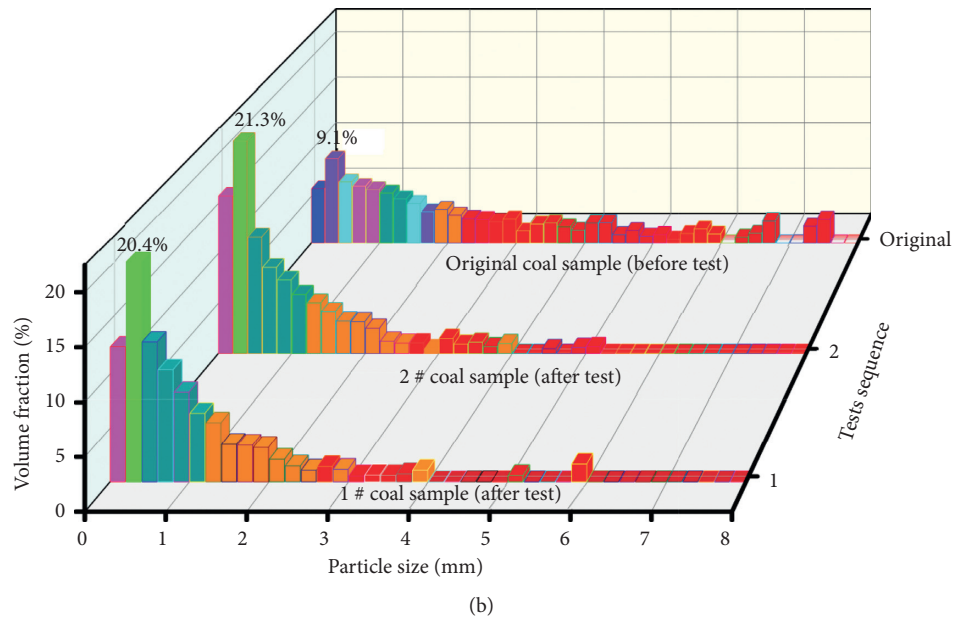 (b)
21.3%
9.1%
20.4%
Original
Original coal sample (before test)
20
2
15
2 # coal sample (after test)
10
Volume fraction (%)
Tests sequence
5
1
1 # coal sample (after test)
0
0 1 2 3 4 5 6 7 8
Particle size (mm)
(b)